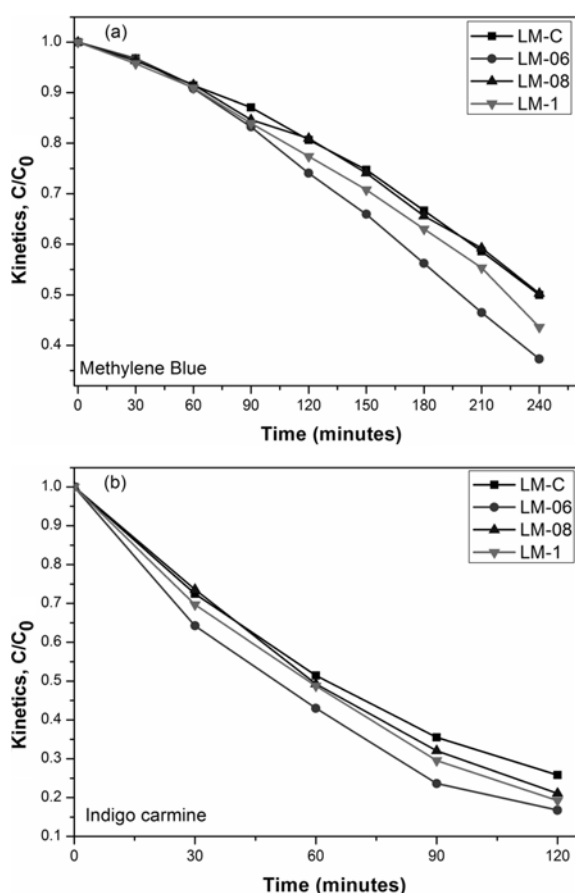 (a)
LM-C
LM-06
LM-08
LM-1
Kinetics, C/C0
1.0
0.9
0.8
0.7
0.6
0.5
0.4
Methylene Blue
0 30 60 90 120 150 180 210 240
Time (minutes)
(b)
LM-C
LM-06
LM-08
LM-1
Kinetics, C/C0
1.0
0.9
0.8
0.7
0.6
0.5
0.4
0.3
0.2
0.1
Indigo carmine
0 30 60 90 120
Time (minutes)